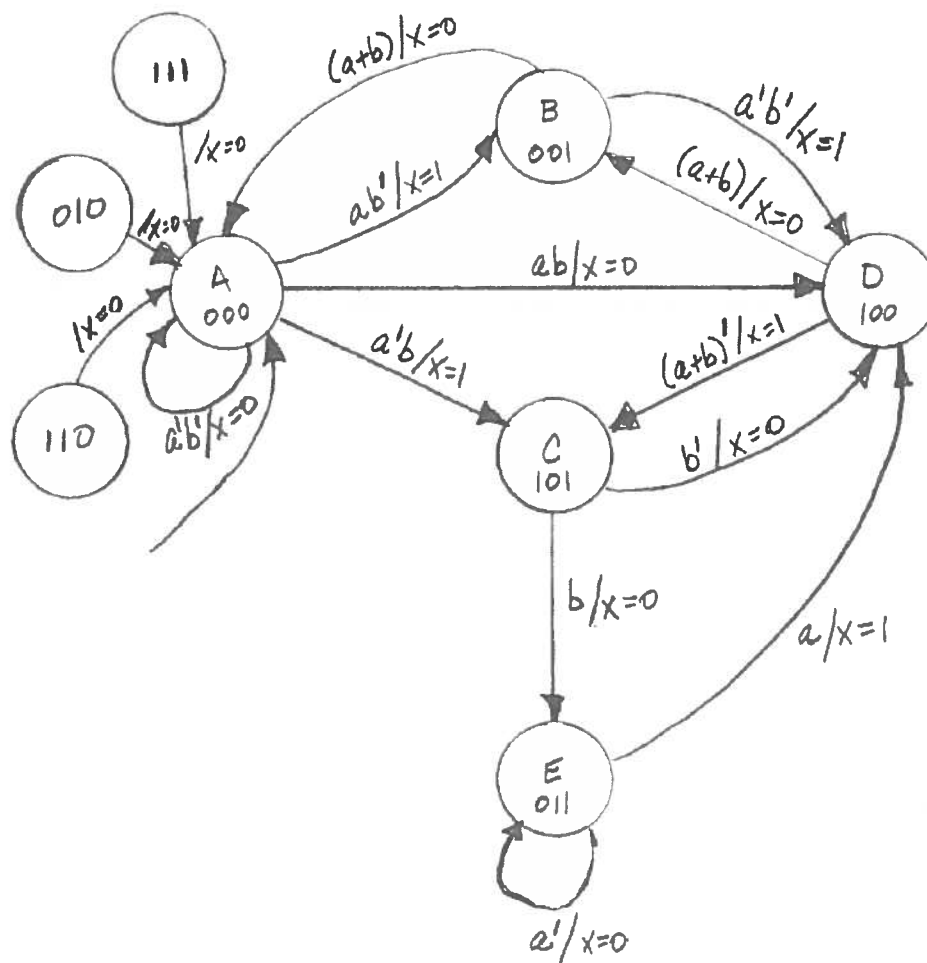 111
(a+b)/x=0
B
001
a'b'/x=1
/x=0
ab'/x=1
(a+b)/x=0
010
/x=0
A
000
ab/x=0
D
100
/x=0
a'b/x=1
(a+b)'/x=1
110
a'b'/x=0
C
101
b'/x=0
b/x=0
a/x=1
E
011
a'/x=0